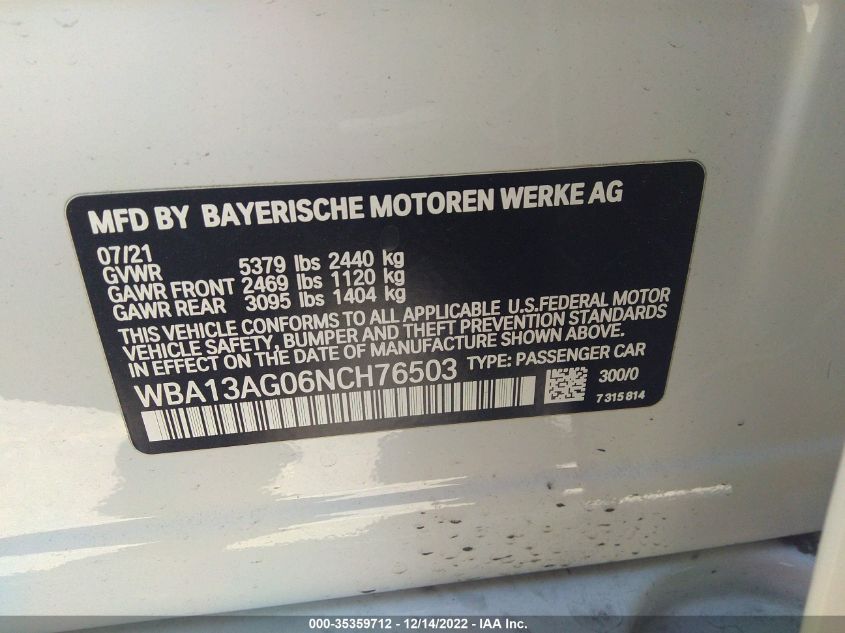 MFD BY BAYERISCHE MOTOREN WERKE AG
07/21
GVWR 5379 lbs 2440 kg
GAWR FRONT 2469 lbs 1120 kg
GAWR REAR 3095 lbs 1404 kg
THIS VEHICLE CONFORMS TO ALL APPLICABLE U.S.FEDERAL MOTOR
VEHICLE SAFETY, BUMPER AND THEFT PREVENTION STANDARDS
IN EFFECT ON THE DATE OF MANUFACTURE SHOWN ABOVE.
WBA13AG06NCH76503 TYPE: PASSENGER CAR
300/0
7 315 814
000-35359712 - 12/14/2022 - IAA Inc.